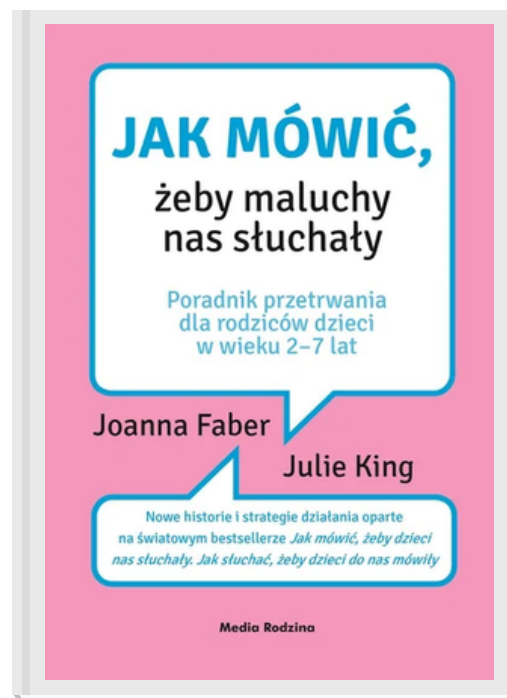 JAK MÓWIĆ,
żeby maluchy
nas słuchały
Poradnik przetrwania
dla rodziców dzieci
w wieku 2–7 lat
Joanna Faber
Julie King
Nowe historie i strategie działania oparte
na światowym bestsellerze Jak mówić, żeby dzieci
nas słuchały. Jak słuchać, żeby dzieci do nas mówiły
Media Rodzina